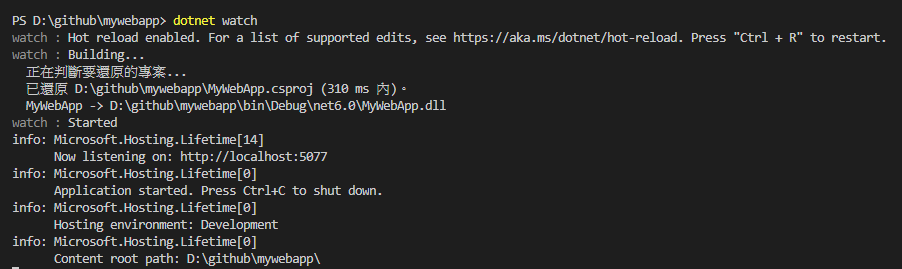 PS D:\github\mywebapp> dotnet watch
watch : Hot reload enabled. For a list of supported edits, see https://aka.ms/dotnet/hot-reload. Press "Ctrl + R" to restart.
watch : Building...
正在判斷要還原的專案...
已還原 D:\github\mywebapp\MyWebApp.csproj (310 ms 內)。
MyWebApp -> D:\github\mywebapp\bin\Debug\net6.0\MyWebApp.dll
watch : Started
info: Microsoft.Hosting.Lifetime[14]
Now listening on: http://localhost:5077
info: Microsoft.Hosting.Lifetime[0]
Application started. Press Ctrl+C to shut down.
info: Microsoft.Hosting.Lifetime[0]
Hosting environment: Development
info: Microsoft.Hosting.Lifetime[0]
Content root path: D:\github\mywebapp\